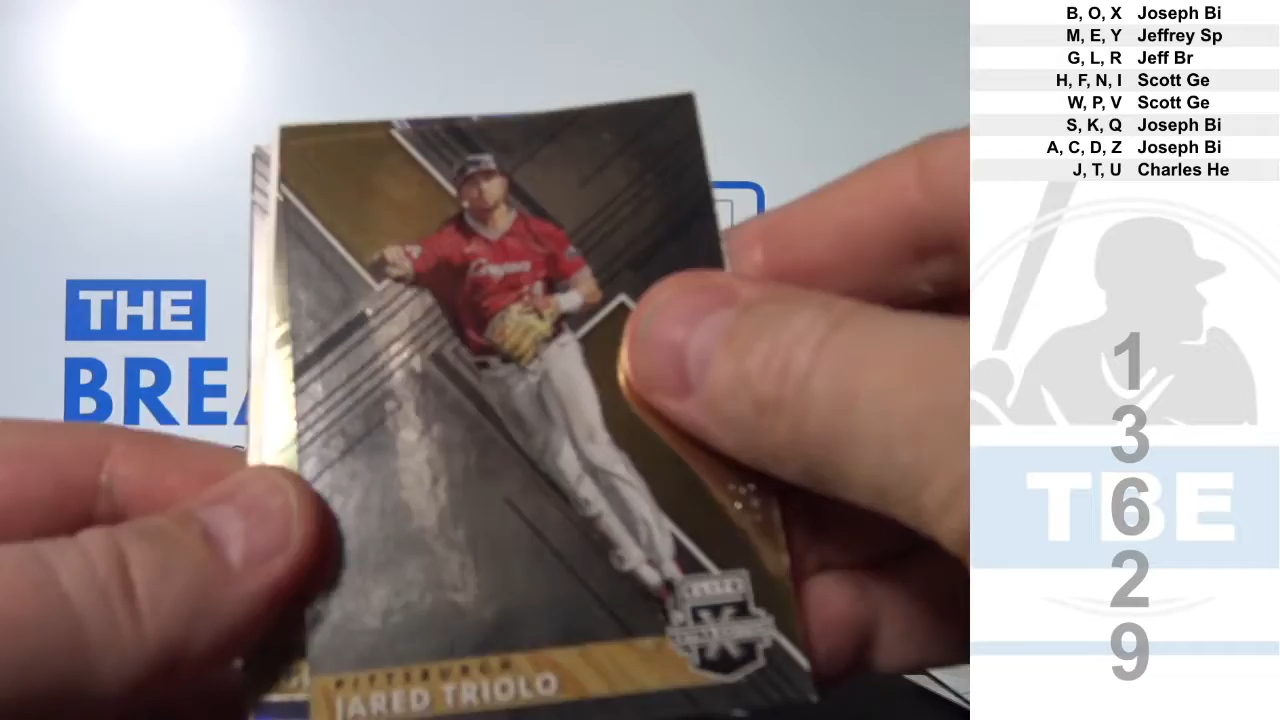 B, O, X Joseph Bi
M, E, Y Jeffrey Sp
G, L, R Jeff Br
H, F, N, I Scott Ge
W, P, V Scott Ge
S, K, Q Joseph Bi
A, C, D, Z Joseph Bi
J, T, U Charles He
THE
BREA
PITTSBURGH
JARED TRIOLO
1
3
6
2
9
TBE